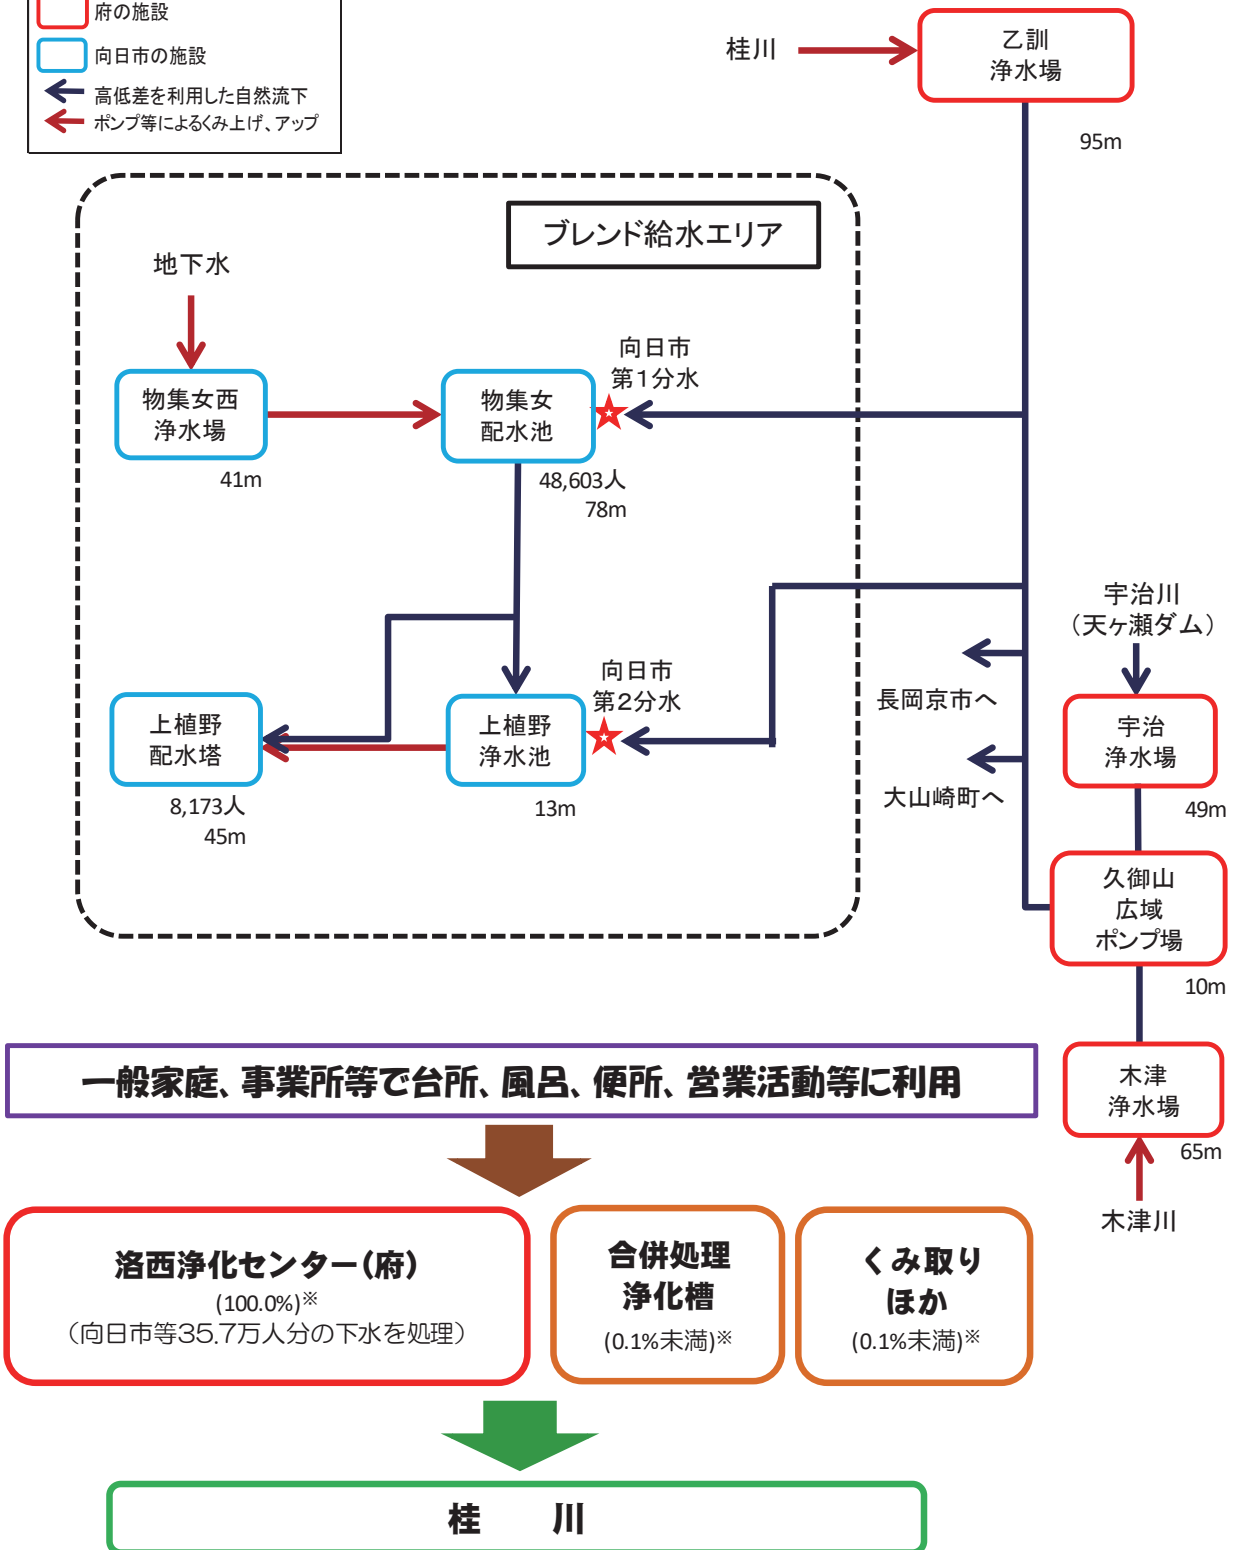 府の施設
向日市の施設
高低差を利用した自然流下
ポンプ等によるくみ上げ、アップ
桂川
乙訓
浄水場
95m
ブレンド給水エリア
地下水
物集女西
浄水場
41m
物集女
配水池
48,603人
78m
向日市
第1分水
上植野
配水塔
8,173人
45m
上植野
浄水池
13m
向日市
第2分水
長岡京市へ
大山崎町へ
宇治川
（天ヶ瀬ダム）
宇治
浄水場
49m
久御山
広域
ポンプ場
10m
木津
浄水場
65m
木津川
一般家庭、事業所等で台所、風呂、便所、営業活動等に利用
洛西浄化センター(府)
(100.0%)※
（向日市等35.7万人分の下水を処理）
合併処理
浄化槽
(0.1%未満)※
くみ取り
ほか
(0.1%未満)※
桂　川